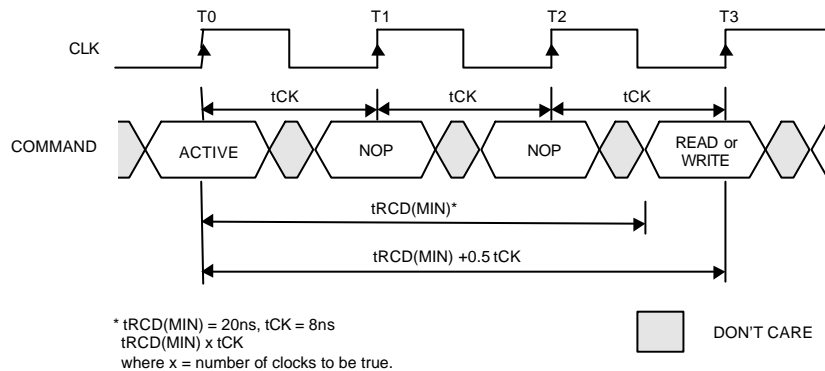 T0 T1 T2 T3
CLK
tCK tCK tCK
COMMAND ACTIVE NOP NOP READ or
WRITE
tRCD(MIN)*
tRCD(MIN) +0.5 tCK
* tRCD(MIN) = 20ns, tCK = 8ns
tRCD(MIN) x tCK
where x = number of clocks to be true.
DON'T CARE